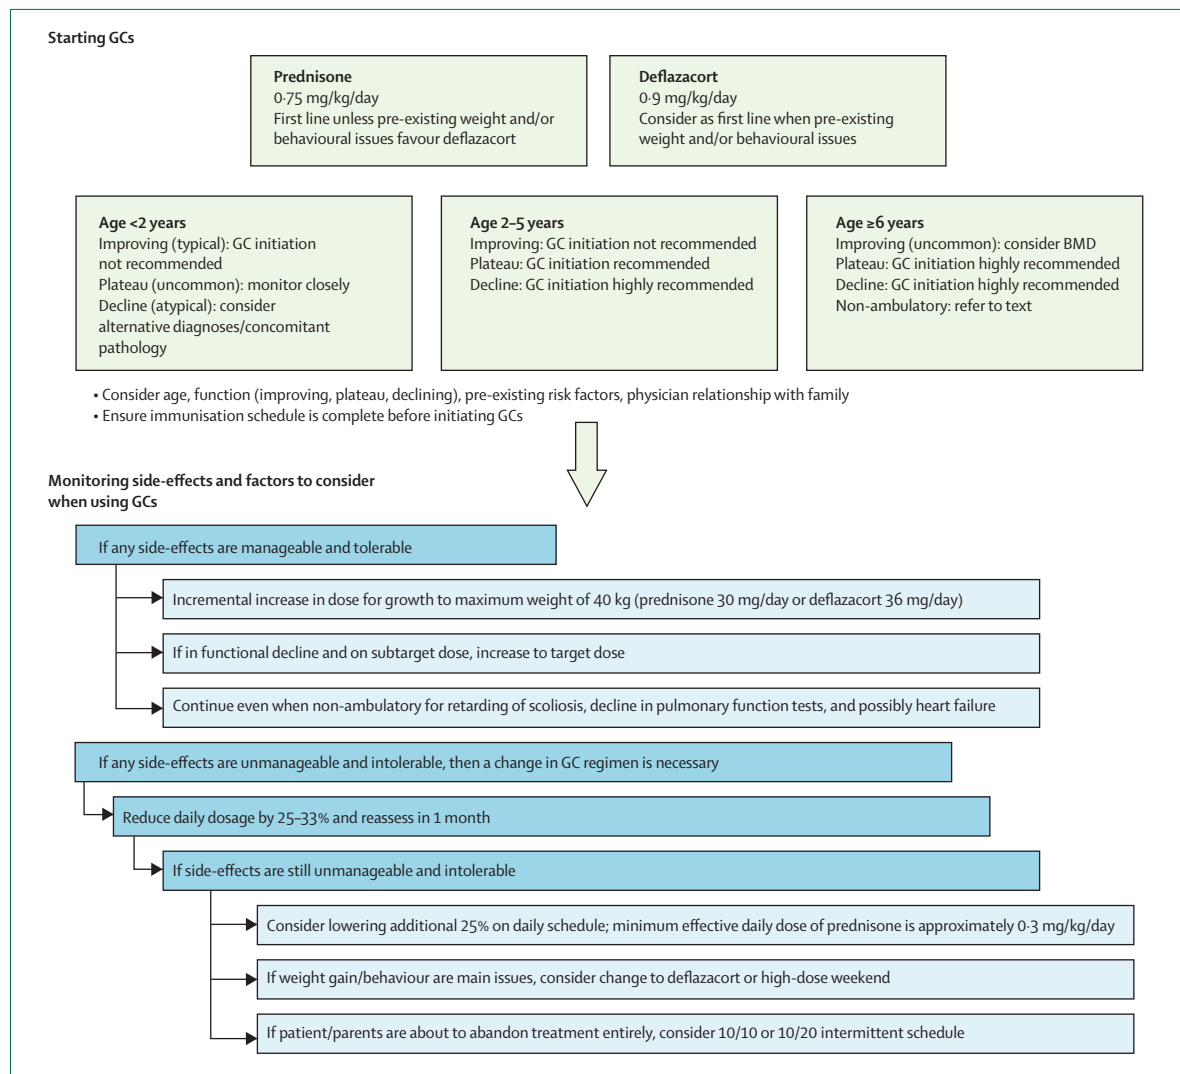 Starting GCs
Prednisone
0·75 mg/kg/day
First line unless pre-existing weight and/or
behavioural issues favour deflazacort
Deflazacort
0·9 mg/kg/day
Consider as first line when pre-existing
weight and/or behavioural issues
Age <2 years
Improving (typical): GC initiation
not recommended
Plateau (uncommon): monitor closely
Decline (atypical): consider
alternative diagnoses/concomitant
pathology
Age 2–5 years
Improving: GC initiation not recommended
Plateau: GC initiation recommended
Decline: GC initiation highly recommended
Age ≥6 years
Improving (uncommon): consider BMD
Plateau: GC initiation highly recommended
Decline: GC initiation highly recommended
Non-ambulatory: refer to text
• Consider age, function (improving, plateau, declining), pre-existing risk factors, physician relationship with family
• Ensure immunisation schedule is complete before initiating GCs
Monitoring side-effects and factors to consider
when using GCs
If any side-effects are manageable and tolerable
Incremental increase in dose for growth to maximum weight of 40 kg (prednisone 30 mg/day or deflazacort 36 mg/day)
If in functional decline and on subtarget dose, increase to target dose
Continue even when non-ambulatory for retarding of scoliosis, decline in pulmonary function tests, and possibly heart failure
If any side-effects are unmanageable and intolerable, then a change in GC regimen is necessary
Reduce daily dosage by 25–33% and reassess in 1 month
If side-effects are still unmanageable and intolerable
Consider lowering additional 25% on daily schedule; minimum effective daily dose of prednisone is approximately 0·3 mg/kg/day
If weight gain/behaviour are main issues, consider change to deflazacort or high-dose weekend
If patient/parents are about to abandon treatment entirely, consider 10/10 or 10/20 intermittent schedule